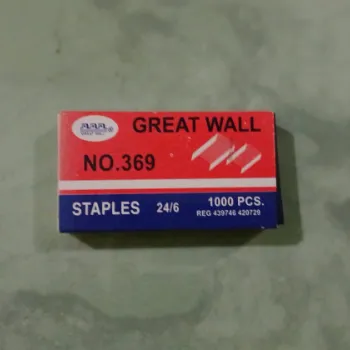 GREAT WALL
NO.369
STAPLES 24/6 1000 PCS.
REG 439746 420729